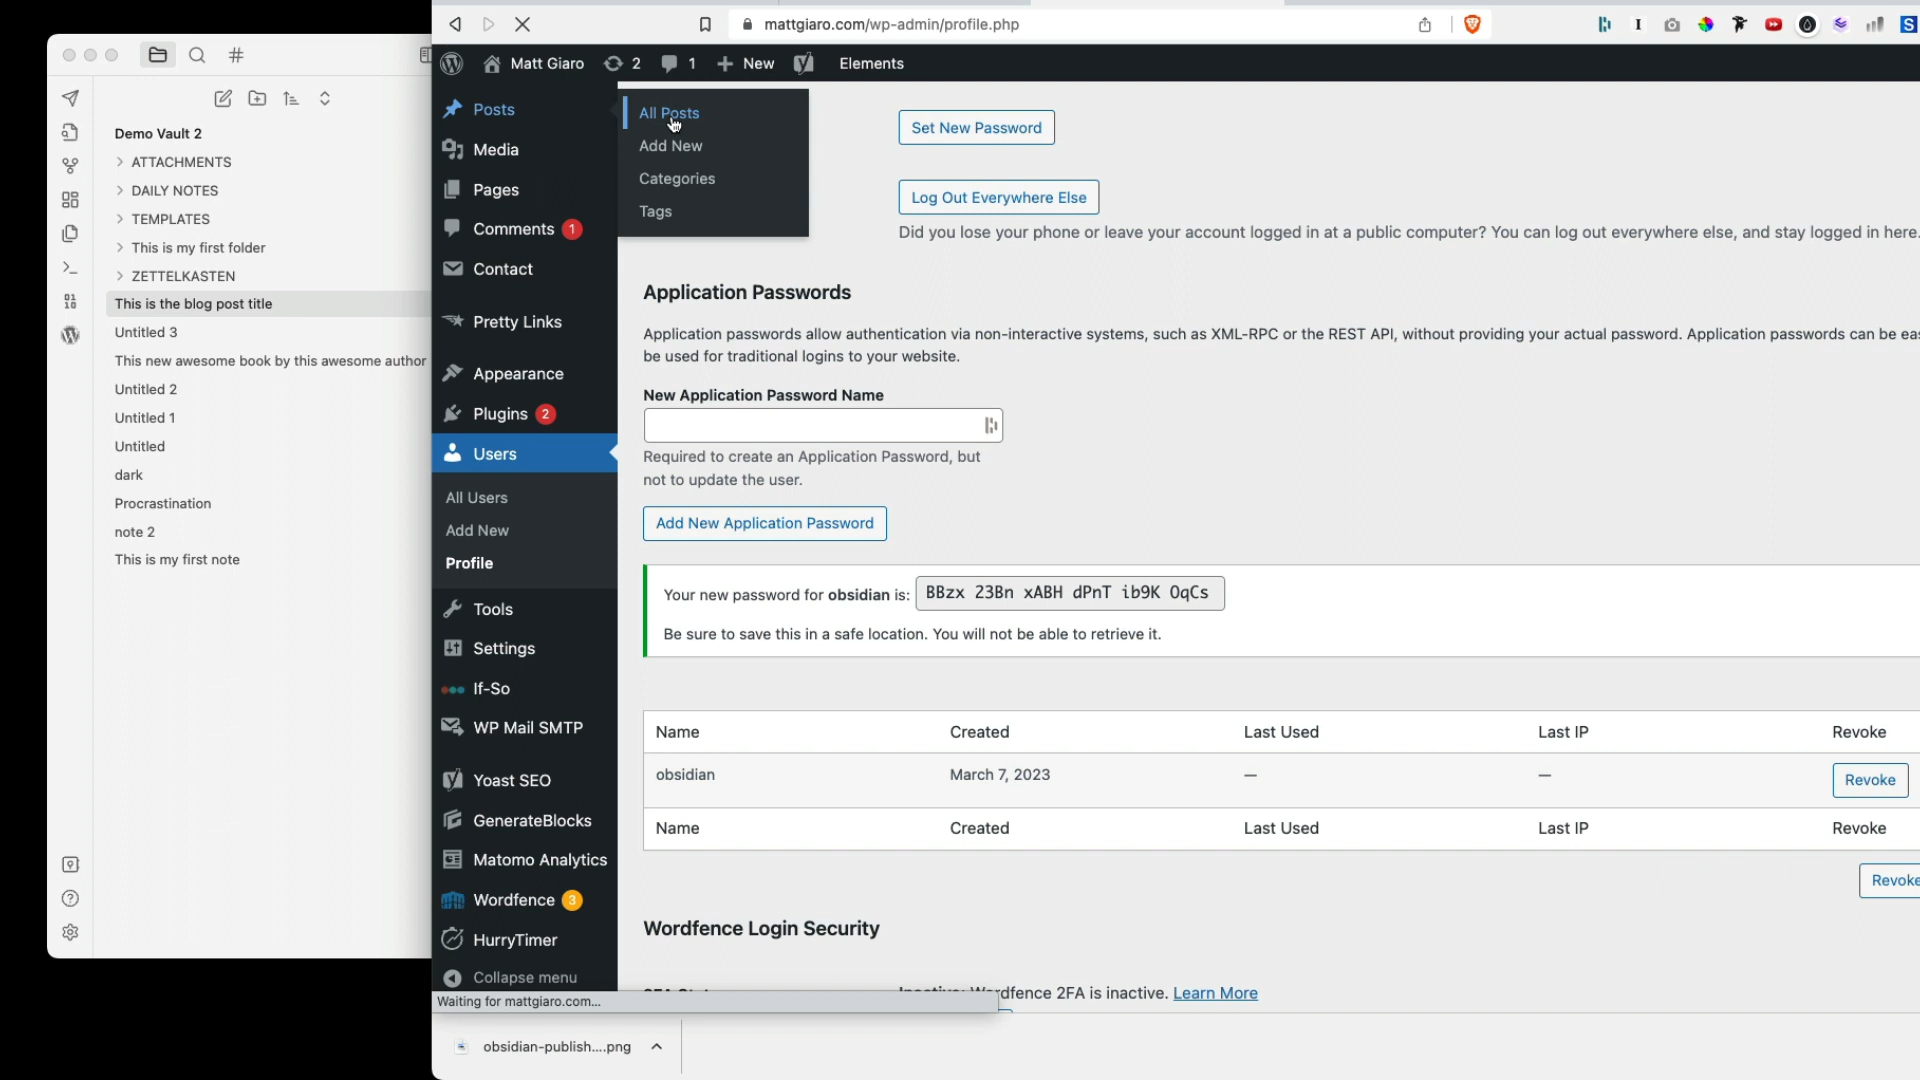 mattgiaro.com/wp-admin/profile.php
Matt Giaro
2
1
New
Elements
Demo Vault 2
ATTACHMENTS
DAILY NOTES
TEMPLATES
This is my first folder
ZETTELKASTEN
This is the blog post title
Untitled 3
This new awesome book by this awesome author
Untitled 2
Untitled 1
Untitled
dark
Procrastination
note 2
This is my first note
Posts
Media
Pages
Comments 1
Contact
Pretty Links
Appearance
Plugins 2
Users
All Users
Add New
Profile
Tools
Settings
If-So
WP Mail SMTP
Yoast SEO
GenerateBlocks
Matomo Analytics
Wordfence 3
HurryTimer
Collapse menu
All Posts
Add New
Categories
Tags
Set New Password
Log Out Everywhere Else
Did you lose your phone or leave your account logged in at a public computer? You can log out everywhere else, and stay logged in here.
Application Passwords
Application passwords allow authentication via non-interactive systems, such as XML-RPC or the REST API, without providing your actual password. Application passwords can be
be used for traditional logins to your website.
New Application Password Name
Required to create an Application Password, but
not to update the user.
Add New Application Password
Your new password for obsidian is: BBzx 23Bn xABH dPnT ib9K OqCs
Be sure to save this in a safe location. You will not be able to retrieve it.
Name Created Last Used Last IP Revoke
obsidian March 7, 2023 — — Revoke
Name Created Last Used Last IP Revoke
Revoke
Wordfence Login Security
Wordfence 2FA is inactive. Learn More
Waiting for mattgiaro.com...
obsidian-publish....png